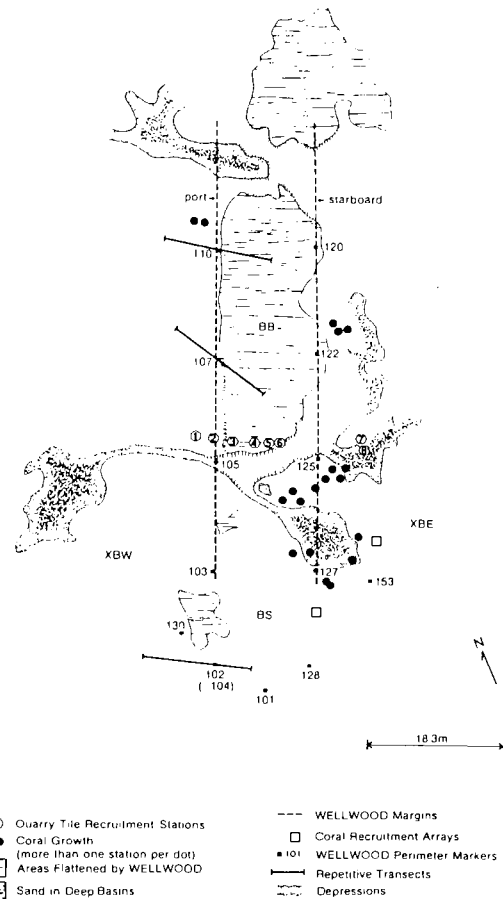 port
starboard
110
120
BB
107
122
1 2 3 4 5 6 7
8
105
125
XBW
XBE
103
127
153
BS
130
N
102
( 104)
128
101
18.3m
Quarry Tile Recruitment Stations
Coral Growth
(more than one station per dot)
Areas Flattened by WELLWOOD
Sand in Deep Basins
WELLWOOD Margins
Coral Recruitment Arrays
101 WELLWOOD Perimeter Markers
Repetitive Transects
Depressions